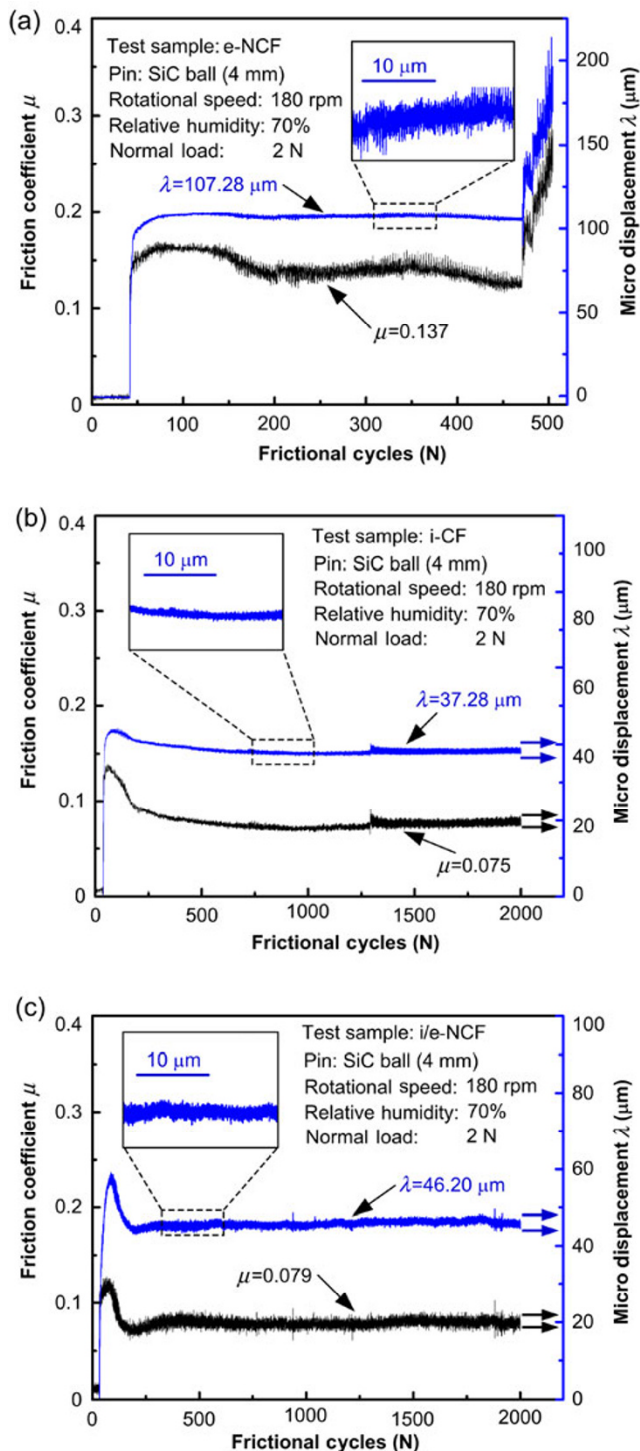 (a)
Test sample: e-NCF
Pin: SiC ball (4 mm)
Rotational speed: 180 rpm
Relative humidity: 70%
Normal load: 2 N
10 μm
λ=107.28 μm
μ=0.137
Friction coefficient μ
0.4
0.3
0.2
0.1
0
Micro displacement λ (μm)
200
150
100
50
0
0 100 200 300 400 500
Frictional cycles (N)
(b)
Test sample: i-CF
Pin: SiC ball (4 mm)
Rotational speed: 180 rpm
Relative humidity: 70%
Normal load: 2 N
10 μm
λ=37.28 μm
μ=0.075
Friction coefficient μ
0.4
0.3
0.2
0.1
0
Micro displacement λ (μm)
100
80
60
40
20
0
0 500 1000 1500 2000
Frictional cycles (N)
(c)
Test sample: i/e-NCF
Pin: SiC ball (4 mm)
Rotational speed: 180 rpm
Relative humidity: 70%
Normal load: 2 N
10 μm
λ=46.20 μm
μ=0.079
Friction coefficient μ
0.4
0.3
0.2
0.1
0
Micro displacement λ (μm)
100
75
60
40
20
0
0 500 1000 1500 2000
Frictional cycles (N)